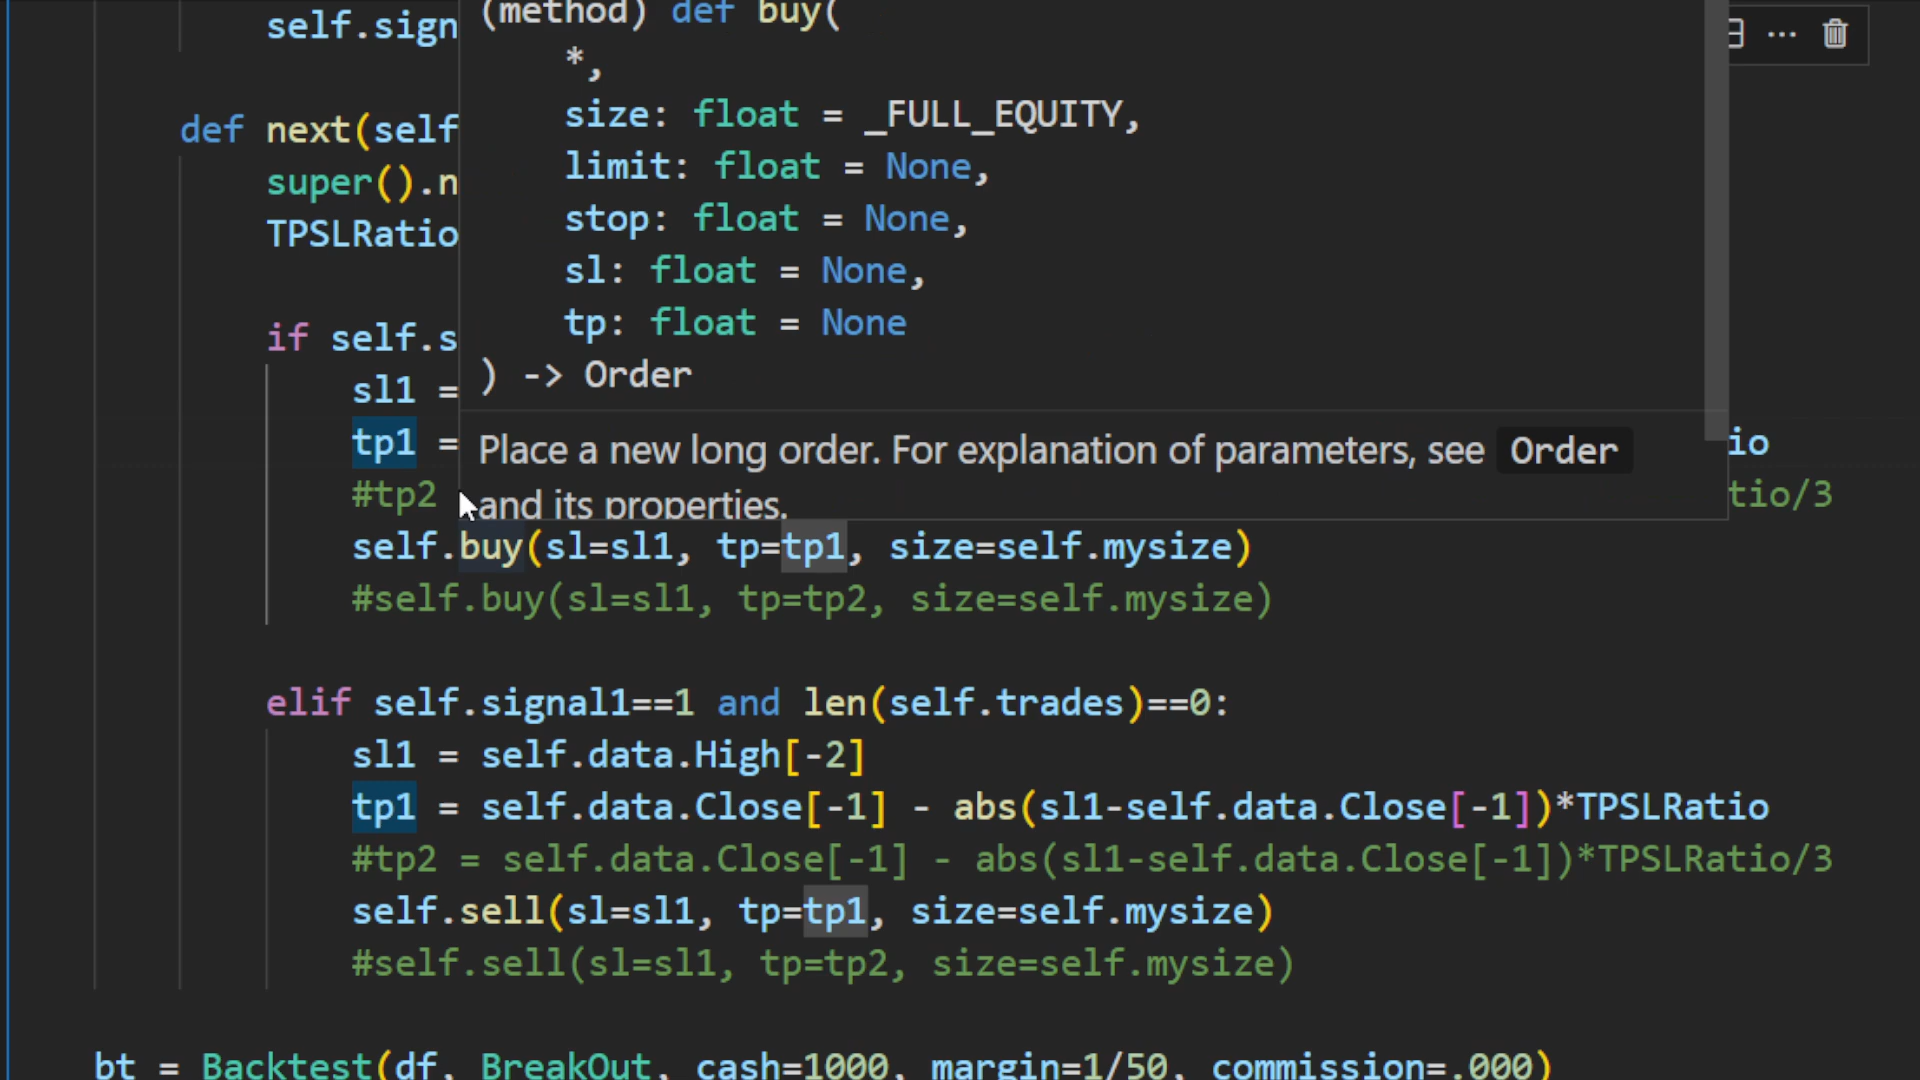 self.sign
(method) def buy(
*,
size: float = _FULL_EQUITY,
limit: float = None,
stop: float = None,
sl: float = None,
tp: float = None
) -> Order
Place a new long order. For explanation of parameters, see Order
and its properties.
def next(self
super().n
TPSLRatio
if self.s
sl1 =
tp1 = io
#tp2 tio/3
self.buy(sl=sl1, tp=tp1, size=self.mysize)
#self.buy(sl=sl1, tp=tp2, size=self.mysize)
elif self.signal1==1 and len(self.trades)==0:
sl1 = self.data.High[-2]
tp1 = self.data.Close[-1] - abs(sl1-self.data.Close[-1])*TPSLRatio
#tp2 = self.data.Close[-1] - abs(sl1-self.data.Close[-1])*TPSLRatio/3
self.sell(sl=sl1, tp=tp1, size=self.mysize)
#self.sell(sl=sl1, tp=tp2, size=self.mysize)
bt = Backtest(df, BreakOut, cash=1000, margin=1/50, commission=.000)